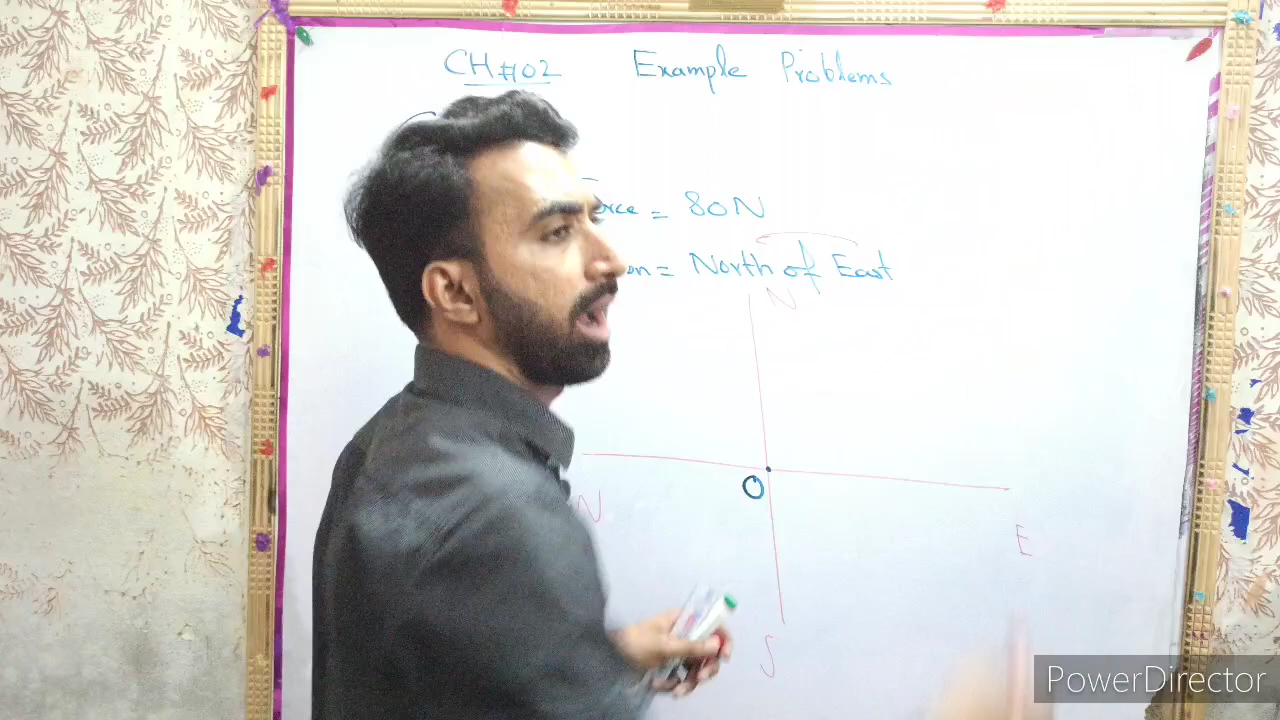 CH#02 Example Problems
= 80N
= North of East
N
O
E
S
PowerDirector